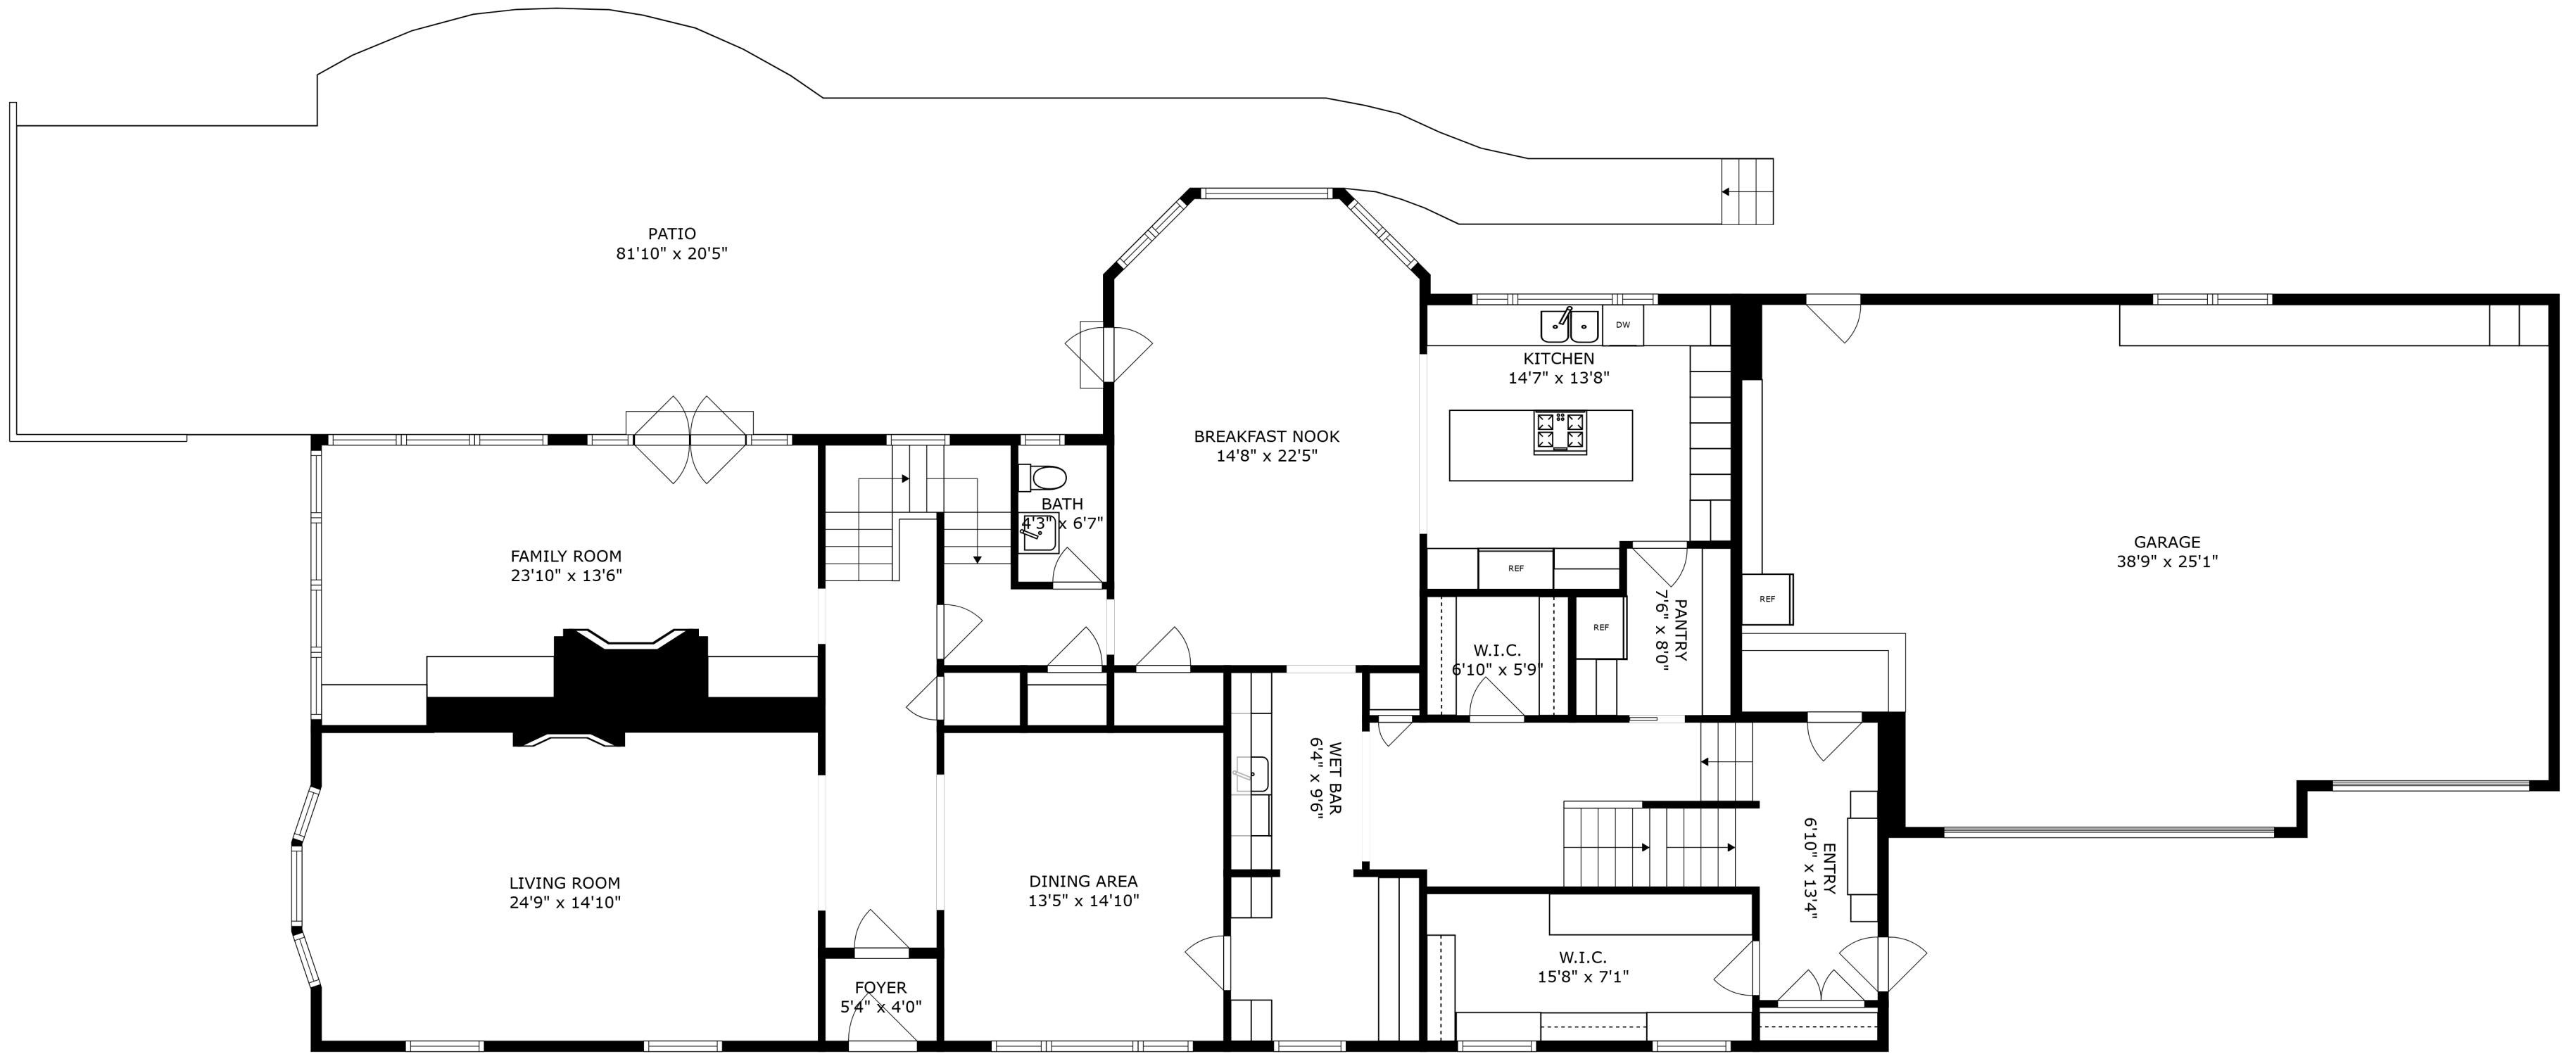 PATIO
81'10" x 20'5"
DW
KITCHEN
14'7" x 13'8"
BREAKFAST NOOK
14'8" x 22'5"
BATH
4'3" x 6'7"
GARAGE
38'9" x 25'1"
FAMILY ROOM
23'10" x 13'6"
REF
REF
REF
PANTRY
7'6" x 8'0"
W.I.C.
6'10" x 5'9"
WET BAR
6'4" x 9'6"
LIVING ROOM
24'9" x 14'10"
DINING AREA
13'5" x 14'10"
ENTRY
6'10" x 13'4"
W.I.C.
15'8" x 7'1"
FOYER
5'4" x 4'0"